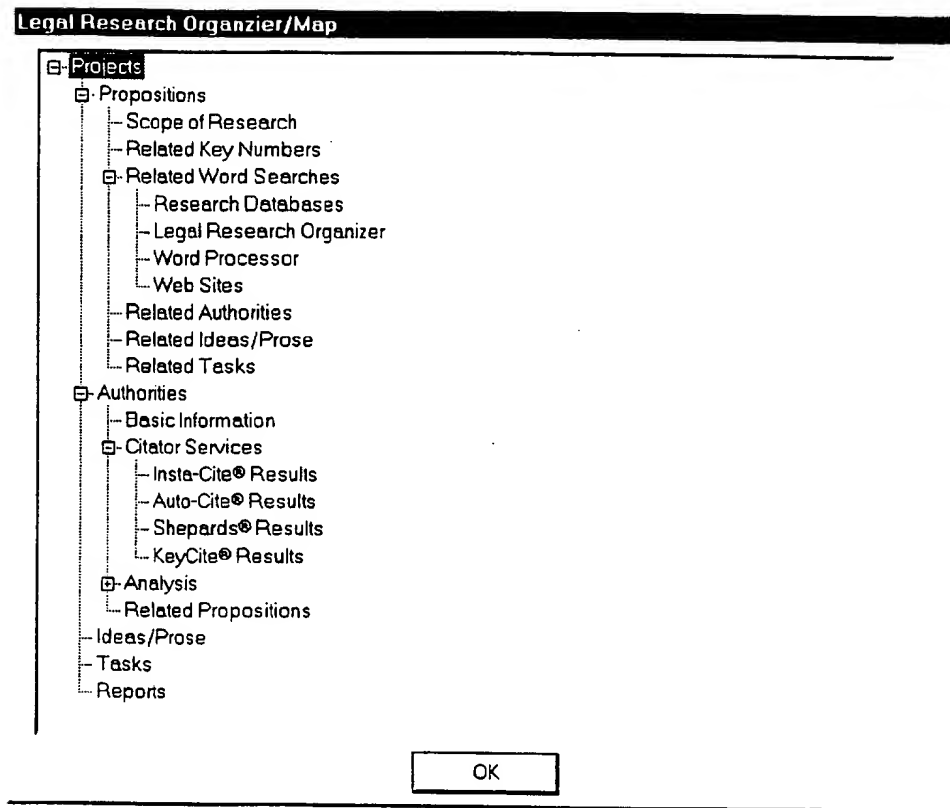 Legal Research Organzier/Map
Projects
Propositions
Scope of Research
Related Key Numbers
Related Word Searches
Research Databases
Legal Research Organizer
Word Processor
Web Sites
Related Authorities
Related Ideas/Prose
Related Tasks
Authorities
Basic Information
Citator Services
Insta-Cite® Results
Auto-Cite® Results
Shepards® Results
KeyCite® Results
Analysis
Related Propositions
Ideas/Prose
Tasks
Reports
OK